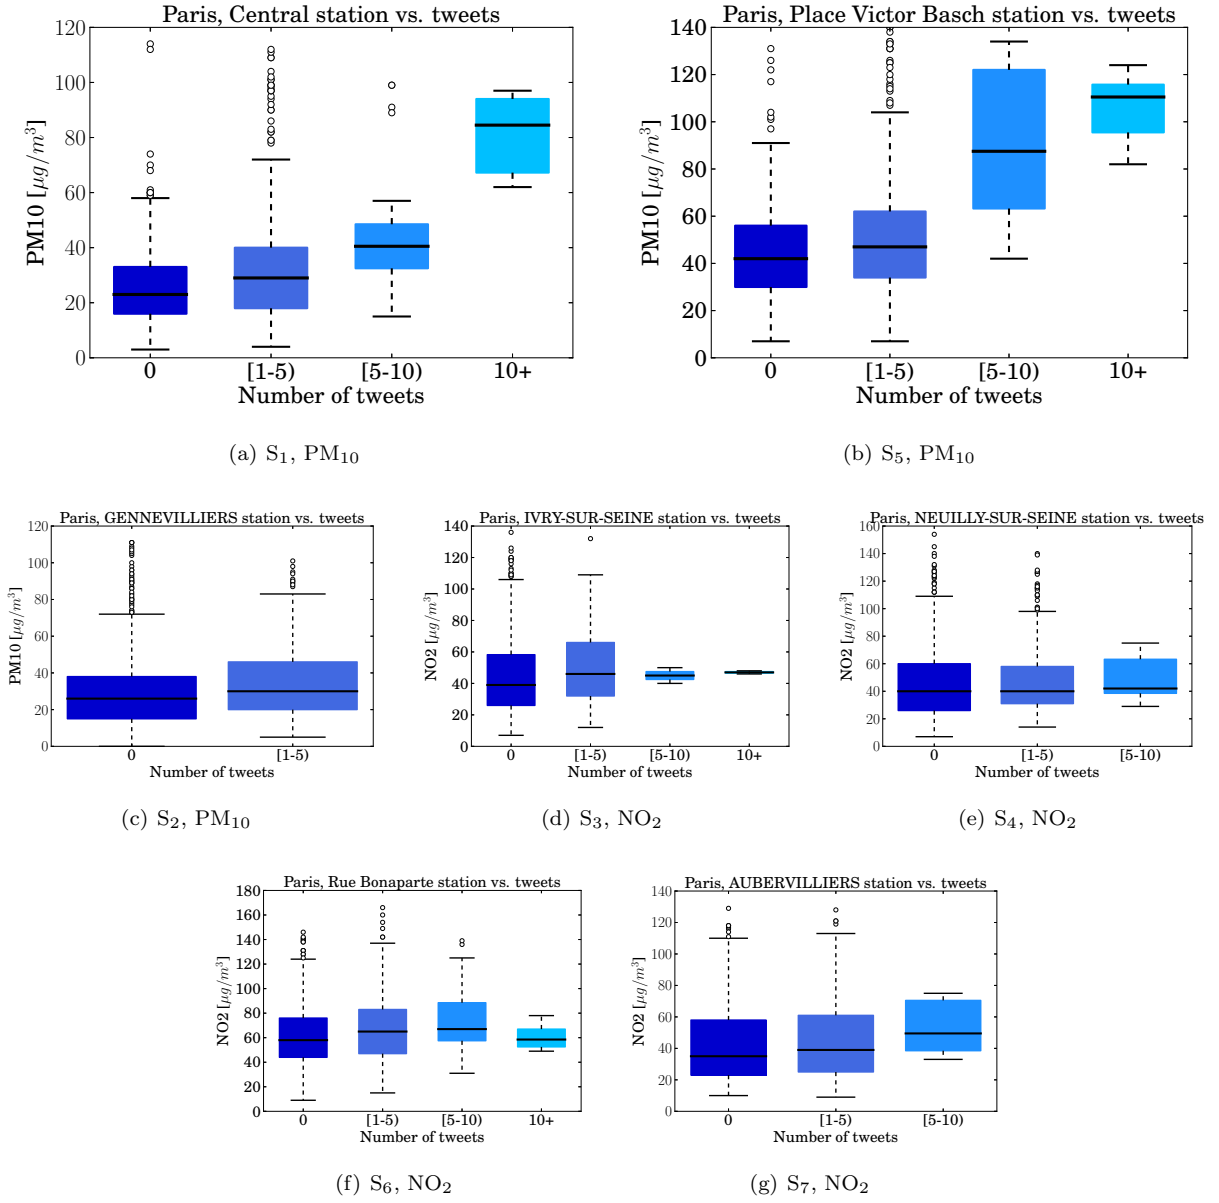 Paris, Central station vs. tweets
PM10 [μg/m³]
120
100
80
60
40
20
0
0 [1-5) [5-10) 10+
Number of tweets
(a) S₁, PM₁₀
Paris, Place Victor Basch station vs. tweets
PM10 [μg/m³]
140
120
100
80
60
40
20
0
0 [1-5) [5-10) 10+
Number of tweets
(b) S₅, PM₁₀
Paris, GENNEVILLIERS station vs. tweets
PM10 [μg/m³]
120
100
80
60
40
20
0
0 [1-5)
Number of tweets
(c) S₂, PM₁₀
Paris, IVRY-SUR-SEINE station vs. tweets
NO2 [μg/m³]
140
120
100
80
60
40
20
0
0 [1-5) [5-10) 10+
Number of tweets
(d) S₃, NO₂
Paris, NEUILLY-SUR-SEINE station vs. tweets
NO2 [μg/m³]
160
140
120
100
80
60
40
20
0
0 [1-5) [5-10)
Number of tweets
(e) S₄, NO₂
Paris, Rue Bonaparte station vs. tweets
NO2 [μg/m³]
180
160
140
120
100
80
60
40
20
0
0 [1-5) [5-10) 10+
Number of tweets
(f) S₆, NO₂
Paris, AUBERVILLIERS station vs. tweets
NO2 [μg/m³]
140
120
100
80
60
40
20
0
0 [1-5) [5-10)
Number of tweets
(g) S₇, NO₂